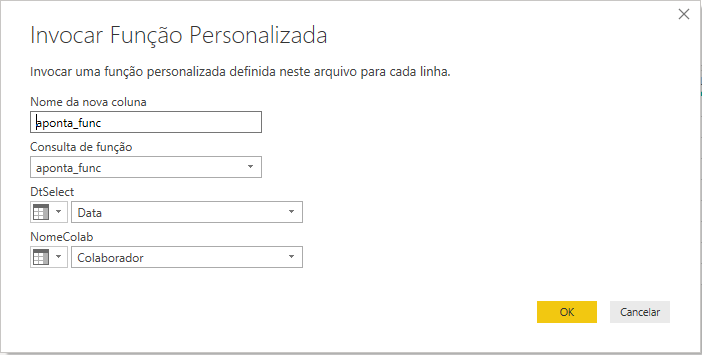 Invocar Função Personalizada
Invocar uma função personalizada definida neste arquivo para cada linha.
Nome da nova coluna
aponta_func
Consulta de função
aponta_func
DtSelect
Data
NomeColab
Colaborador
OK
Cancelar